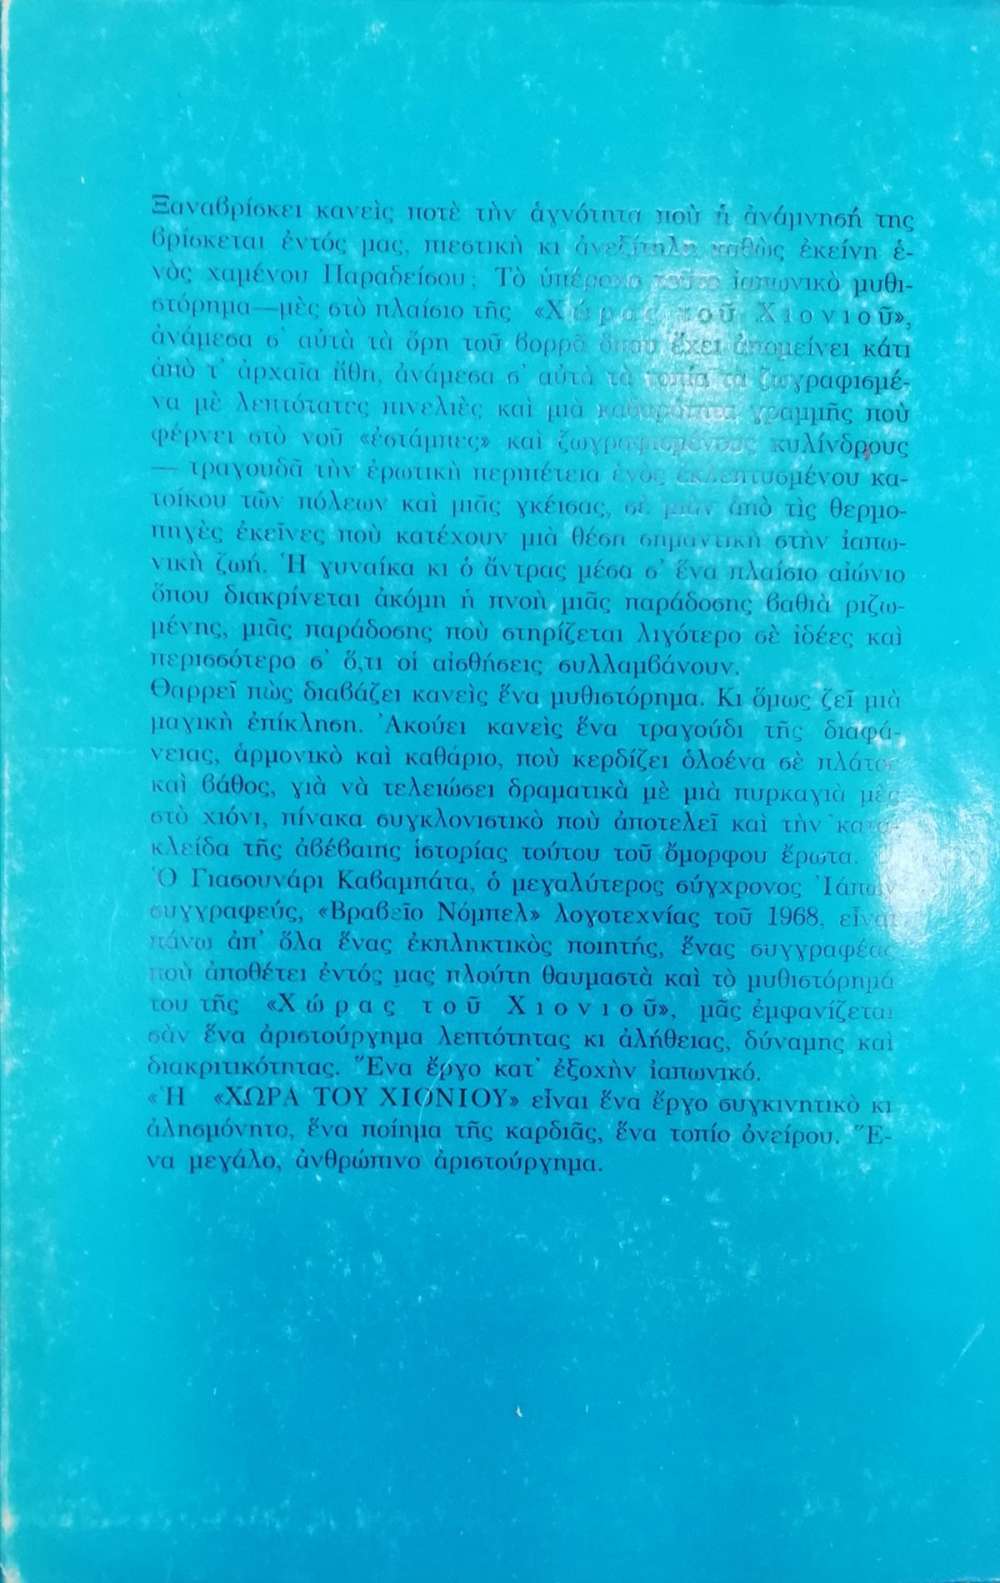 Ξαναβρίσκει κανεὶς ποτὲ τὴν ἁγνότητα ποὺ ἡ ἀνάμνησή της
βρίσκεται ἐντός μας, πιεστικὴ κι ἀνεξίτηλη καθὼς ἐκείνη ἑ-
νὸς χαμένου Παραδείσου; Τὸ ὑπέροχο τοῦτο ἰαπωνικὸ μυθι-
στόρημα—μὲς στὸ πλαίσιο τῆς «Χώρας τοῦ Χιονιοῦ»,
ἀνάμεσα σ' αὐτὰ τὰ ὄρη τοῦ βορρᾶ ὅπου ἔχει ἀπομείνει κάτι
ἀπὸ τ' ἀρχαῖα ἤθη, ἀνάμεσα σ' αὐτὰ τὰ τοπία τὰ ζωγραφισμέ-
να μὲ λεπτότατες πινελιὲς καὶ μιὰ καθαρότητα γραμμῆς ποὺ
φέρνει στὸ νοῦ «ἐστάμπες» καὶ ζωγραφισμένους κυλίνδρους
— τραγουδᾶ τὴν ἐρωτικὴ περιπέτεια ἑνὸς ἐκλεπτυσμένου κα-
τοίκου τῶν πόλεων καὶ μιᾶς γκέισας, σὲ μιὰν ἀπὸ τὶς θερμο-
πηγὲς ἐκεῖνες ποὺ κατέχουν μιὰ θέση σημαντικὴ στὴν ἰαπω-
νικὴ ζωή. Ἡ γυναίκα κι ὁ ἄντρας μέσα σ' ἕνα πλαίσιο αἰώνιο
ὅπου διακρίνεται ἀκόμη ἡ πνοὴ μιᾶς παράδοσης βαθιὰ ριζω-
μένης, μιᾶς παράδοσης ποὺ στηρίζεται λιγότερο σὲ ἰδέες καὶ
περισσότερο σ' ὅ,τι οἱ αἰσθήσεις συλλαμβάνουν.
Θαρρεῖ πὼς διαβάζει κανεὶς ἕνα μυθιστόρημα. Κι ὅμως ζεῖ μιὰ
μαγικὴ ἐπίκληση. Ἀκούει κανεὶς ἕνα τραγούδι τῆς διαφά-
νειας, ἁρμονικὸ καὶ καθάριο, ποὺ κερδίζει ὁλοένα σὲ πλάτος
καὶ βάθος, γιὰ νὰ τελειώσει δραματικὰ μὲ μιὰ πυρκαγιὰ μὲς
στὸ χιόνι, πίνακα συγκλονιστικὸ ποὺ ἀποτελεῖ καὶ τὴν κατα-
κλείδα τῆς ἀβέβαιης ἱστορίας τούτου τοῦ ὄμορφου ἔρωτα.
Ὁ Γιασουνάρι Καβαμπάτα, ὁ μεγαλύτερος σύγχρονος Ἰάπων
συγγραφεύς, «Βραβεῖο Νόμπελ» λογοτεχνίας τοῦ 1968, εἶναι
πάνω ἀπ' ὅλα ἕνας ἐκπληκτικὸς ποιητής, ἕνας συγγραφέας
ποὺ ἀποθέτει ἐντός μας πλούτη θαυμαστὰ καὶ τὸ μυθιστόρημά
του τῆς «Χώρας τοῦ Χιονιοῦ», μᾶς ἐμφανίζεται
σὰν ἕνα ἀριστούργημα λεπτότητας κι ἀλήθειας, δύναμης καὶ
διακριτικότητας. Ἕνα ἔργο κατ' ἐξοχὴν ἰαπωνικό.
«Ἡ «ΧΩΡΑ ΤΟΥ ΧΙΟΝΙΟΥ» εἶναι ἕνα ἔργο συγκινητικὸ κι
ἀλησμόνητο, ἕνα ποίημα τῆς καρδιᾶς, ἕνα τοπίο ὀνείρου. Ἕ-
να μεγάλο, ἀνθρώπινο ἀριστούργημα.